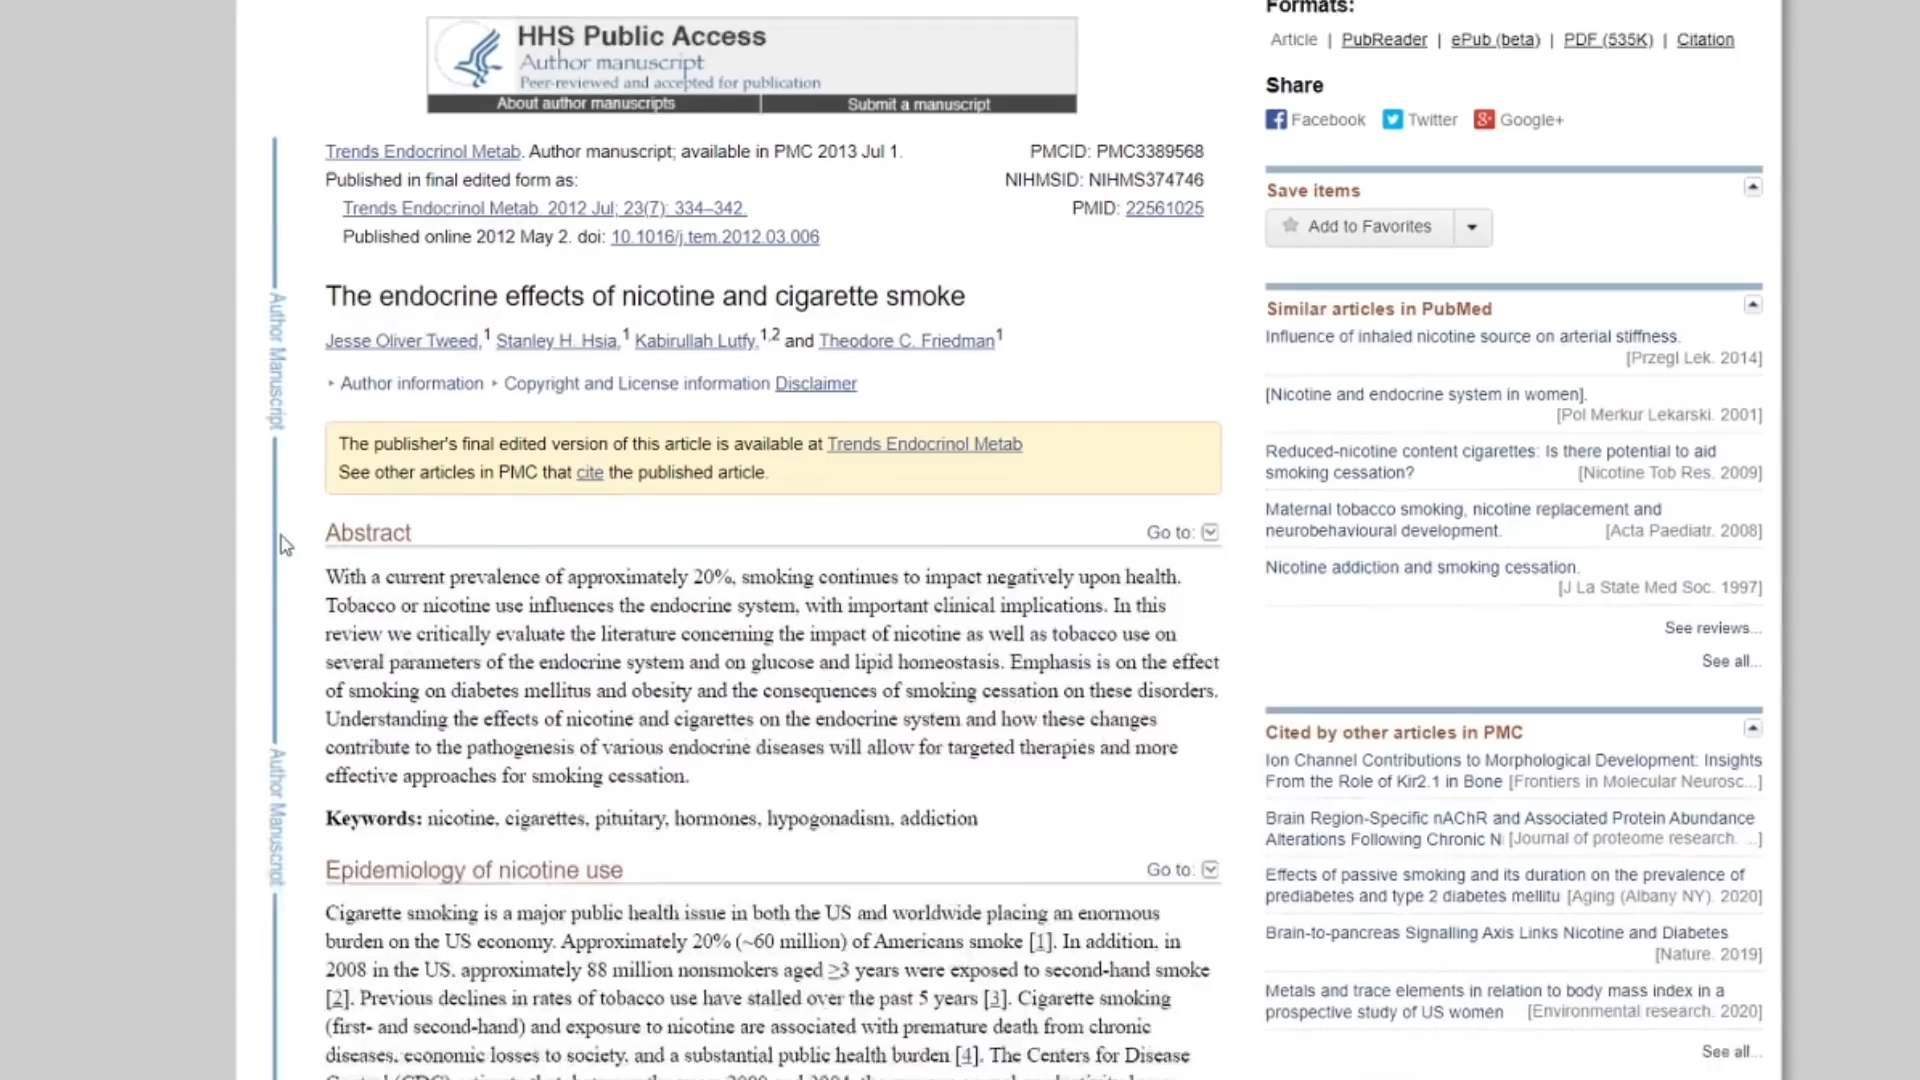 HHS Public Access
Author manuscript
Peer-reviewed and accepted for publication
About author manuscripts
Submit a manuscript
Trends Endocrinol Metab. Author manuscript; available in PMC 2013 Jul 1.
Published in final edited form as:
Trends Endocrinol Metab. 2012 Jul; 23(7): 334–342.
Published online 2012 May 2. doi: 10.1016/j.tem.2012.03.006
PMCID: PMC3389568
NIHMSID: NIHMS374746
PMID: 22561025
The endocrine effects of nicotine and cigarette smoke
Jesse Oliver Tweed,1 Stanley H. Hsia,1 Kabirullah Lutfy,1,2 and Theodore C. Friedman1
Author information
Copyright and License information Disclaimer
The publisher's final edited version of this article is available at Trends Endocrinol Metab
See other articles in PMC that cite the published article.
Author Manuscript
Author Manuscript
Abstract
Go to:
With a current prevalence of approximately 20%, smoking continues to impact negatively upon health.
Tobacco or nicotine use influences the endocrine system, with important clinical implications. In this
review we critically evaluate the literature concerning the impact of nicotine as well as tobacco use on
several parameters of the endocrine system and on glucose and lipid homeostasis. Emphasis is on the effect
of smoking on diabetes mellitus and obesity and the consequences of smoking cessation on these disorders.
Understanding the effects of nicotine and cigarettes on the endocrine system and how these changes
contribute to the pathogenesis of various endocrine diseases will allow for targeted therapies and more
effective approaches for smoking cessation.
Keywords: nicotine, cigarettes, pituitary, hormones, hypogonadism, addiction
Epidemiology of nicotine use
Go to:
Cigarette smoking is a major public health issue in both the US and worldwide placing an enormous
burden on the US economy. Approximately 20% (~60 million) of Americans smoke [1]. In addition, in
2008 in the US, approximately 88 million nonsmokers aged ≥3 years were exposed to second-hand smoke
[2]. Previous declines in rates of tobacco use have stalled over the past 5 years [3]. Cigarette smoking
(first- and second-hand) and exposure to nicotine are associated with premature death from chronic
diseases, economic losses to society, and a substantial public health burden [4]. The Centers for Disease
Formats:
Article | PubReader | ePub (beta) | PDF (535K) | Citation
Share
Facebook Twitter Google+
Save items
Add to Favorites
Similar articles in PubMed
Influence of inhaled nicotine source on arterial stiffness.
[Przegl Lek. 2014]
[Nicotine and endocrine system in women].
[Pol Merkur Lekarski. 2001]
Reduced-nicotine content cigarettes: Is there potential to aid
smoking cessation? [Nicotine Tob Res. 2009]
Maternal tobacco smoking, nicotine replacement and
neurobehavioural development. [Acta Paediatr. 2008]
Nicotine addiction and smoking cessation.
[J La State Med Soc. 1997]
See reviews...
See all...
Cited by other articles in PMC
Ion Channel Contributions to Morphological Development: Insights
From the Role of Kir2.1 in Bone [Frontiers in Molecular Neurosc...]
Brain Region-Specific nAChR and Associated Protein Abundance
Alterations Following Chronic N [Journal of proteome research. ...]
Effects of passive smoking and its duration on the prevalence of
prediabetes and type 2 diabetes mellitu [Aging (Albany NY). 2020]
Brain-to-pancreas Signalling Axis Links Nicotine and Diabetes
[Nature. 2019]
Metals and trace elements in relation to body mass index in a
prospective study of US women [Environmental research. 2020]
See all...